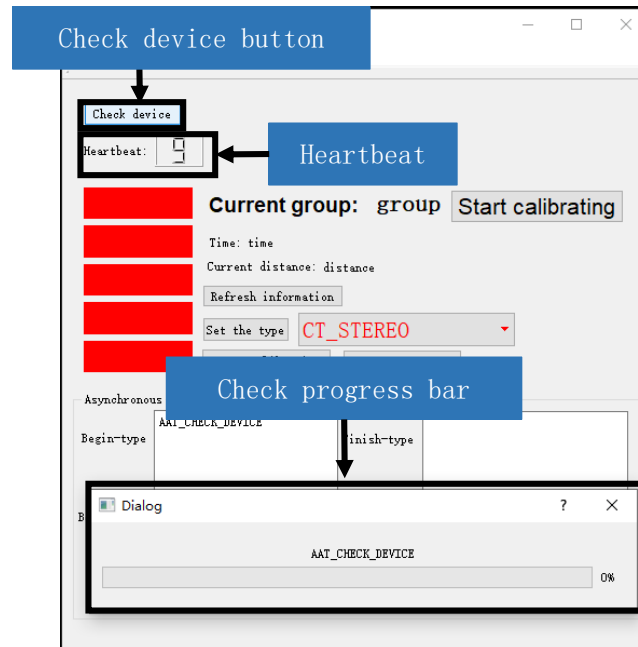 Check device button
Check device
Heartbeat: 9
Heartbeat
Current group: group Start calibrating
Time: time
Current distance: distance
Refresh information
Set the type CT_STEREO
Check progress bar
Asynchronous
Begin-type AAT_CHECK_DEVICE inish-type
B
Dialog ?
AAT_CHECK_DEVICE
0%